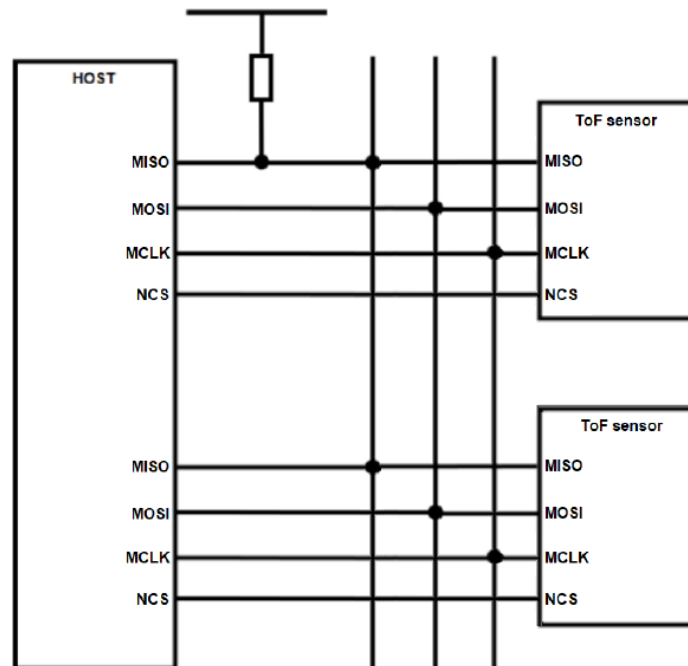 HOST
MISO
MOSI
MCLK
NCS
ToF sensor
MISO
MOSI
MCLK
NCS
MISO
MOSI
MCLK
NCS
ToF sensor
MISO
MOSI
MCLK
NCS